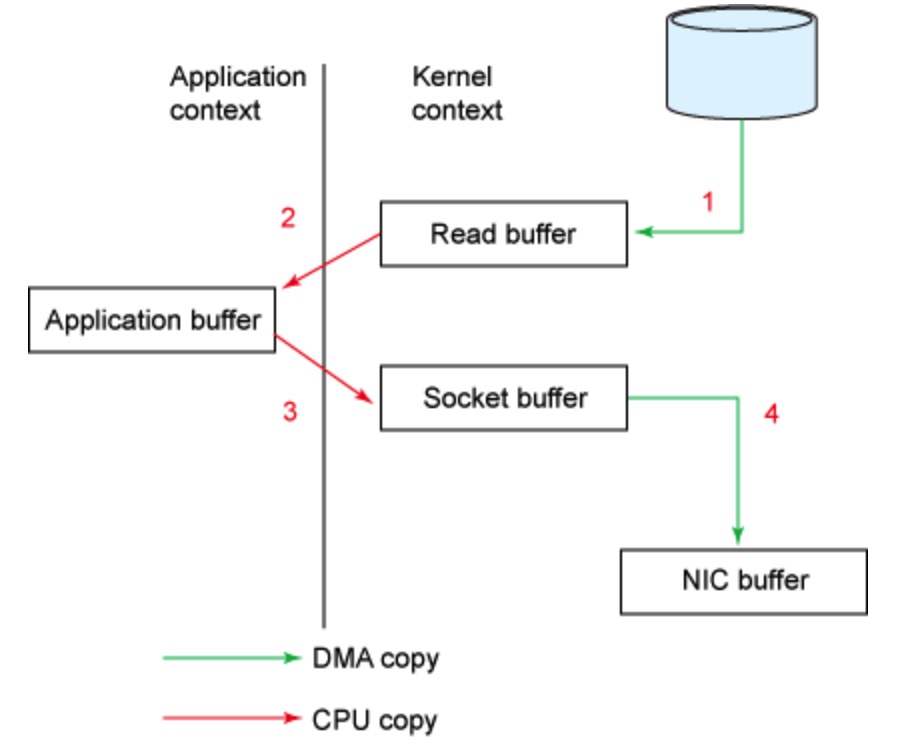 Application
context
Kernel
context
1
2
Read buffer
Application buffer
3
Socket buffer
4
NIC buffer
DMA copy
CPU copy